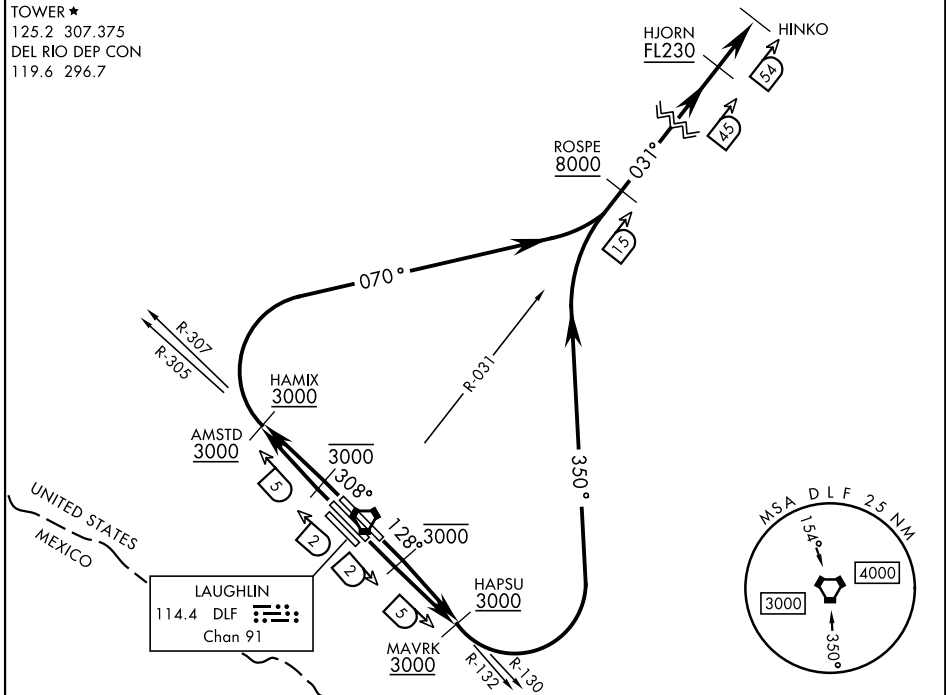 TOWER ★
125.2 307.375
DEL RIO DEP CON
119.6 296.7
HINKO
HJORN
FL230
54
45
ROSPE
8000
031°
15
070°
R-307
R-305
R-031
HAMIX
3000
AMSTD
3000
3000
308°
5
350°
UNITED STATES
MEXICO
2
128°
3000
2
LAUGHLIN
114.4 DLF
Chan 91
5
HAPSU
3000
MAVRK
3000
R-132
R-130
MSA DLF 25 NM
154°
4000
3000
350°